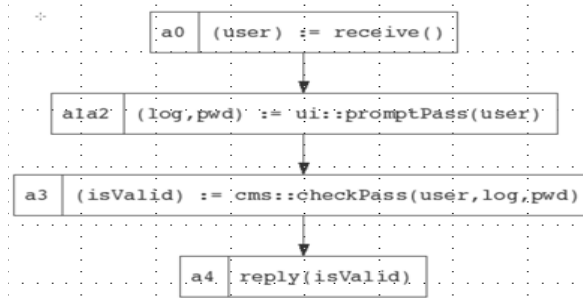 a0 (user) := receive()
a1a2 (log,pwd) := ui::promptPass(user)
a3 (isValid) := cms::checkPass(user,log,pwd)
a4 reply(isValid)